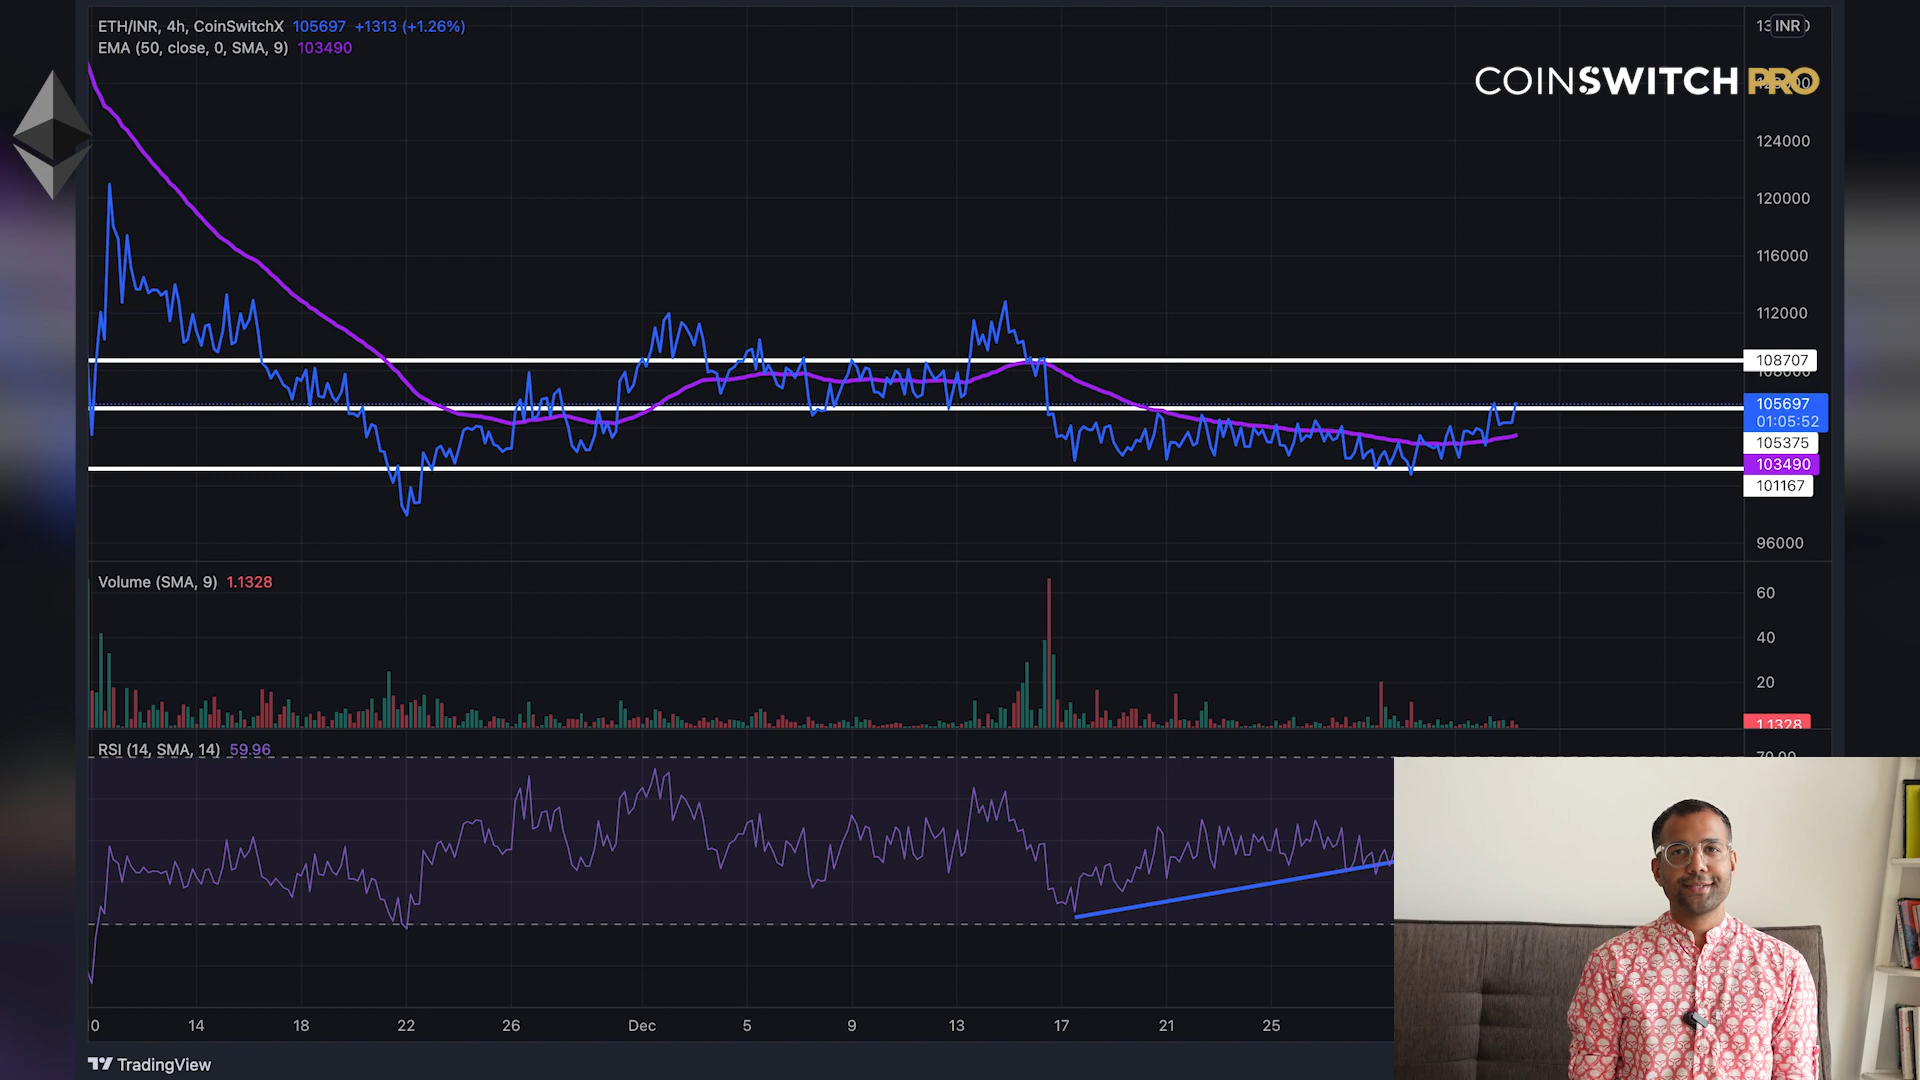 ETH/INR, 4h, CoinSwitchX 105697 +1313 (+1.26%)
EMA (50, close, 0, SMA, 9) 103490
INR
COINSWITCH PRO
124000
120000
116000
112000
108707
108000
105697
01:05:52
105375
103490
101167
96000
Volume (SMA, 9) 1.1328
60
40
20
1.1328
RSI (14, SMA, 14) 59.96
70.00
14 18 22 26 Dec 5 9 13 17 21 25
TradingView